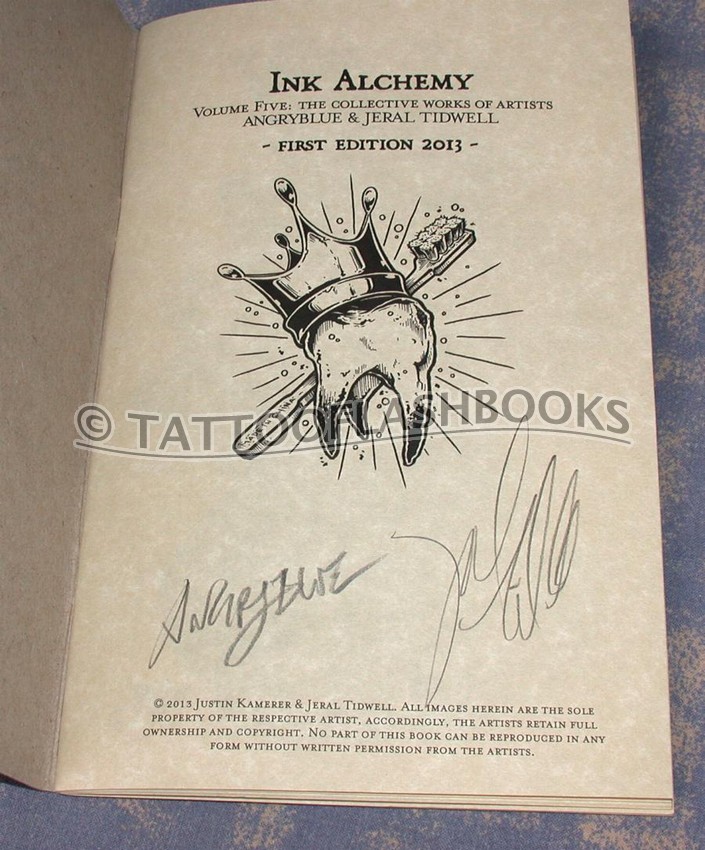 INK ALCHEMY
VOLUME FIVE: THE COLLECTIVE WORKS OF ARTISTS
ANGRYBLUE & JERAL TIDWELL
- FIRST EDITION 2013 -
© TATTOOFLASHBOOKS
ANGRYBLUE
© 2013 JUSTIN KAMERER & JERAL TIDWELL. ALL IMAGES HEREIN ARE THE SOLE
PROPERTY OF THE RESPECTIVE ARTIST, ACCORDINGLY, THE ARTISTS RETAIN FULL
OWNERSHIP AND COPYRIGHT. NO PART OF THIS BOOK CAN BE REPRODUCED IN ANY
FORM WITHOUT WRITTEN PERMISSION FROM THE ARTISTS.